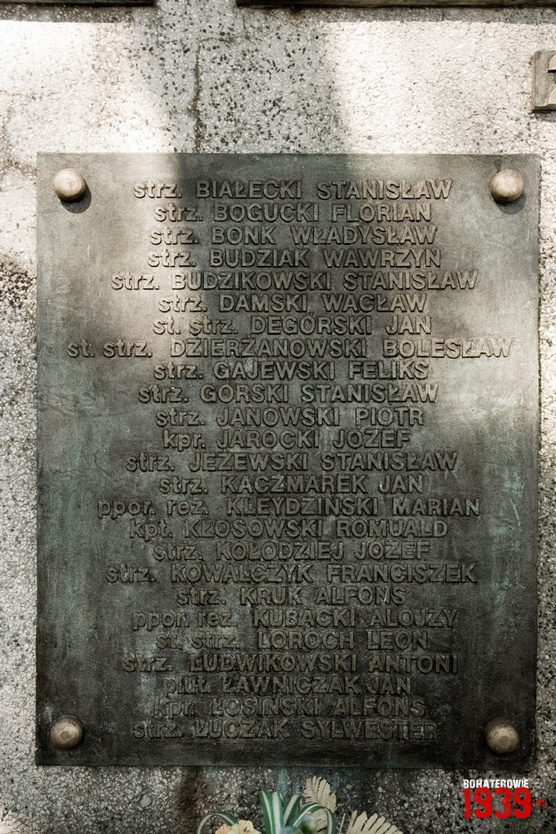 strz. BIAŁECKI STANISŁAW
strz. BOGUCKI FLORIAN
strz. BONK WŁADYSŁAW
strz. BUDZIAK WAWRZYN
strz. BUDZIKOWSKI STANISŁAW
strz. DAMSKI WACŁAW
st. strz. DEGÓRSKI JAN
st. strz. DZIERŻANOWSKI BOLESŁAW
strz. GAJEWSKI FELIKS
strz. GÓRSKI STANISŁAW
strz. JANOWSKI PIOTR
kpr. JAROCKI JÓZEF
strz. JEŻEWSKI STANISŁAW
strz. KACZMAREK JAN
ppor. rez. KLEYDZIŃSKI MARIAN
kpt. KŁOSOWSKI ROMUALD
strz. KOŁODZIEJ JÓZEF
strz. KOWALCZYK FRANCISZEK
strz. KRUK ALFONS
ppor. rez. KUBACKI ALOJZY
st. strz. LOROCH LEON
strz. LUDWIKOWSKI ANTONI
plut. ŁAWNICZAK JAN
kpr. ŁOSIŃSKI ALFONS
strz. ŁUCZAK SYLWESTER
BOHATEROWIE
1939.PL